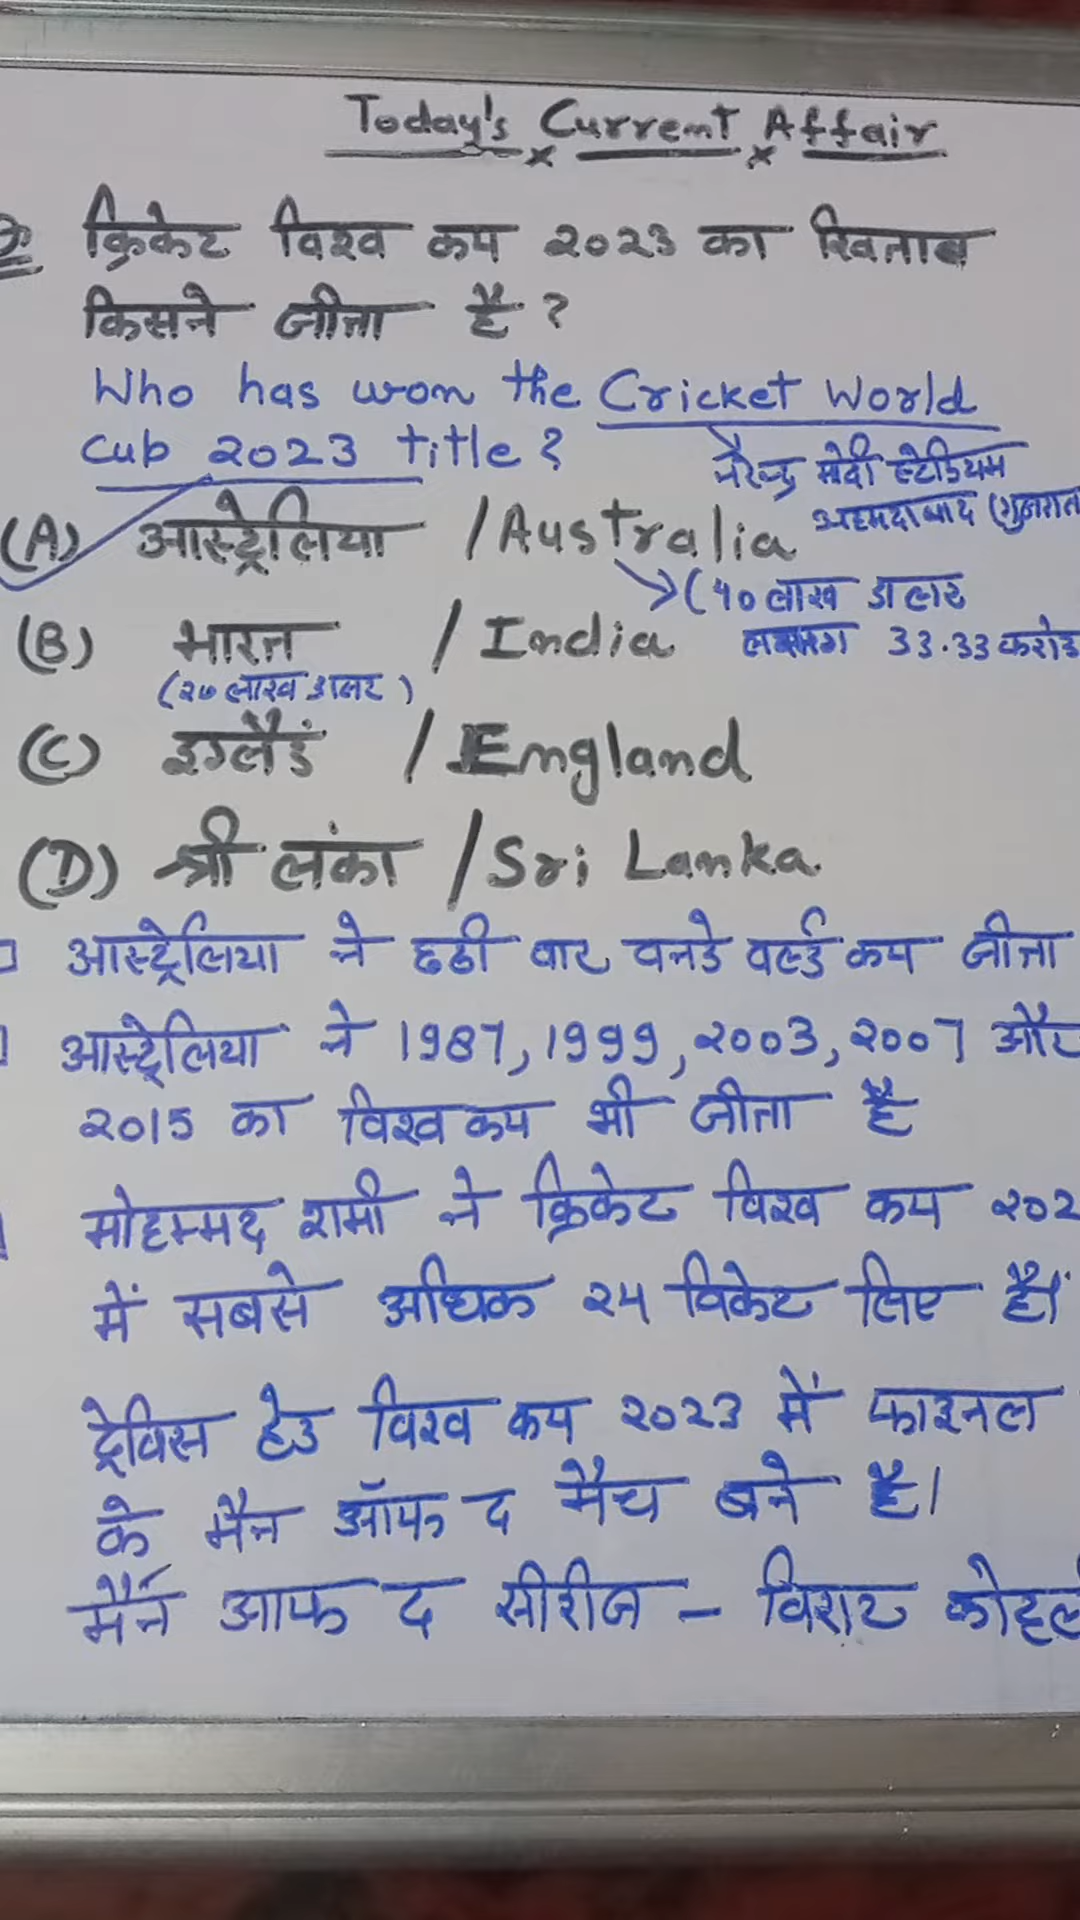 Today's Current Affair
क्रिकेट विश्व कप 2023 का खिताब
किसने जीता है ?
Who has won the Cricket World
Cup 2023 title ?
नरेन्द्र मोदी स्टेडियम
अहमदाबाद (गुजरात
(A) आस्ट्रेलिया / Australia
(40 लाख डालर
लगभग 33.33 करोड
(B) भारत / India
(20 लाख डालर)
(C) इग्लैडं / England
(D) श्री लंका / Sri Lanka
आस्ट्रेलिया ने छठी बार वनडे वर्ल्ड कप जीता
आस्ट्रेलिया ने 1987, 1999, 2003, 2007 और
2015 का विश्व कप भी जीता है
मोहम्मद शमी ने क्रिकेट विश्व कप 202
में सबसे अधिक 24 विकेट लिए है।
ट्रेविस हेड विश्व कप 2023 में फाइनल
के मैन ऑफ द मैच बने है।
मैन आफ द सीरीज - विराट कोहली